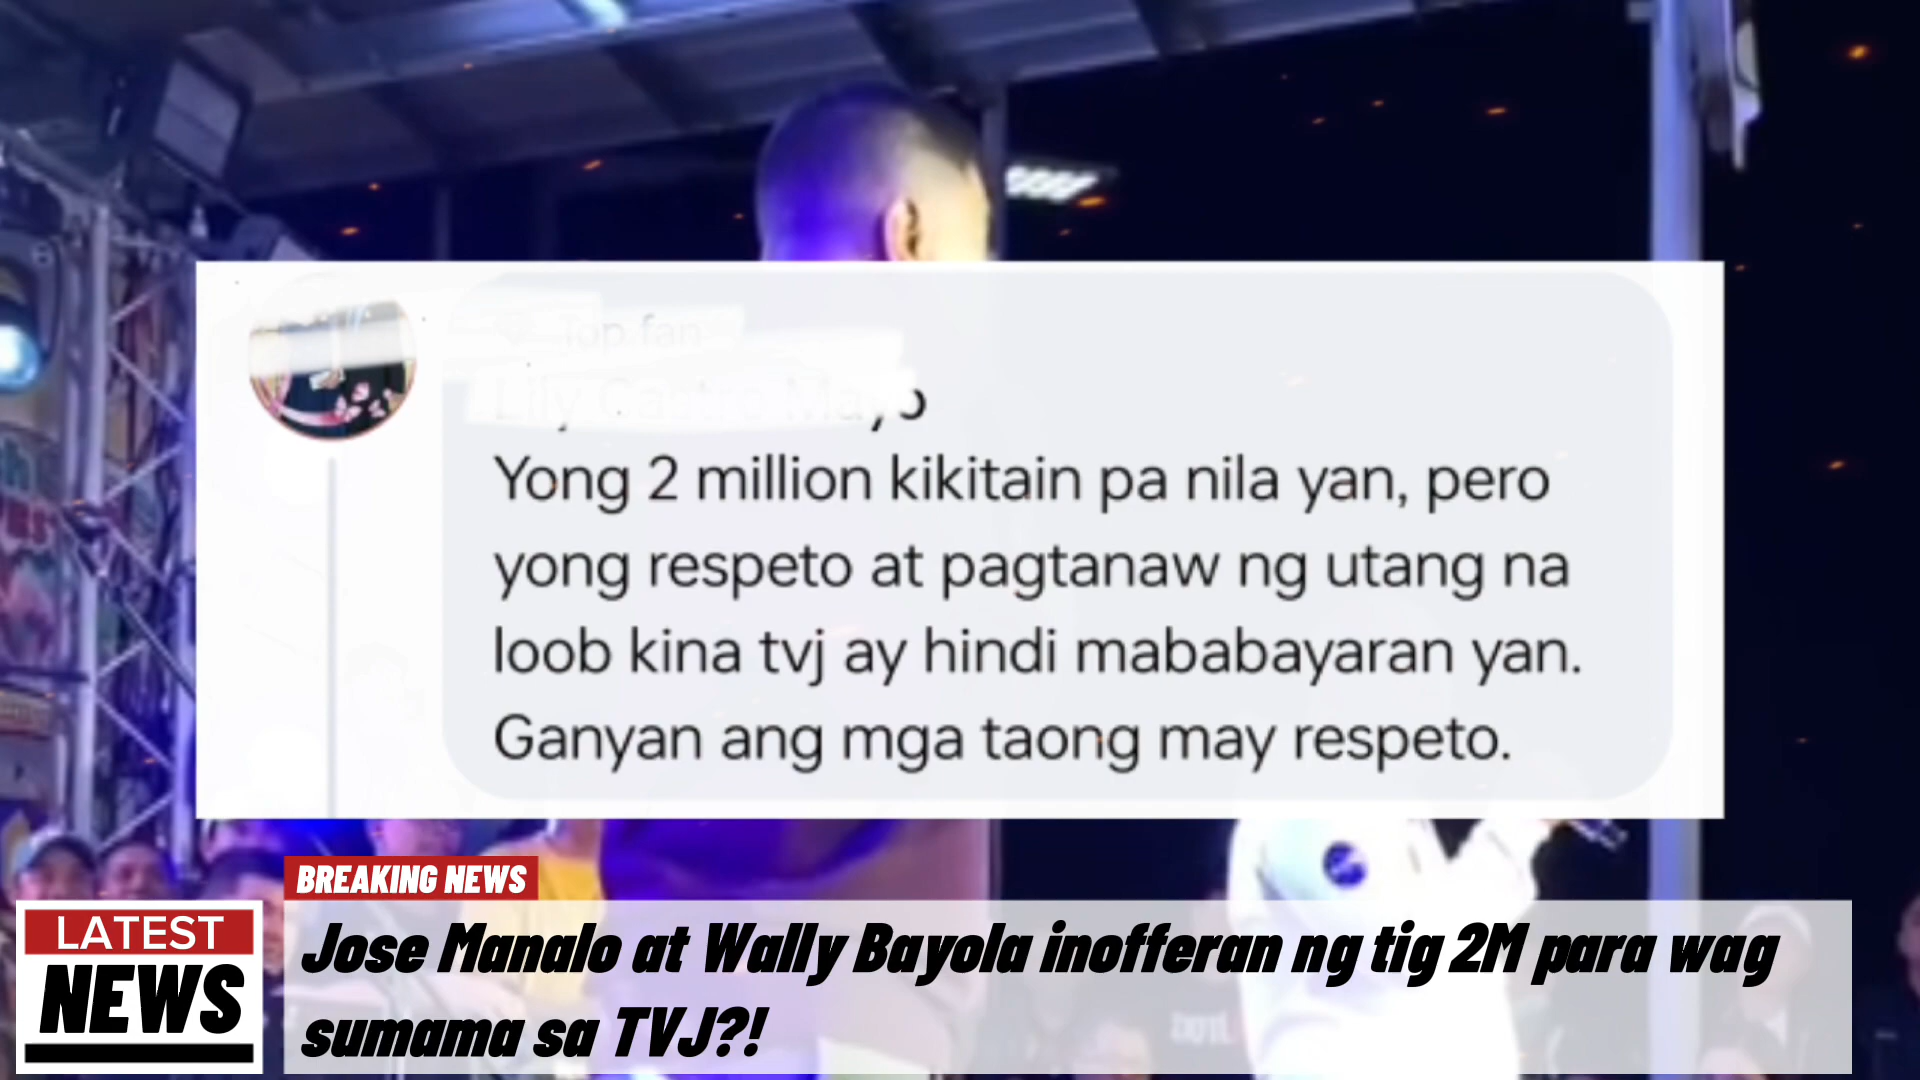 Top fan
Yong 2 million kikitain pa nila yan, pero
yong respeto at pagtanaw ng utang na
loob kina tvj ay hindi mababayaran yan.
Ganyan ang mga taong may respeto.
BREAKING NEWS
LATEST
NEWS
Jose Manalo at Wally Bayola inofferan ng tig 2M para wag
sumama sa TVJ?!